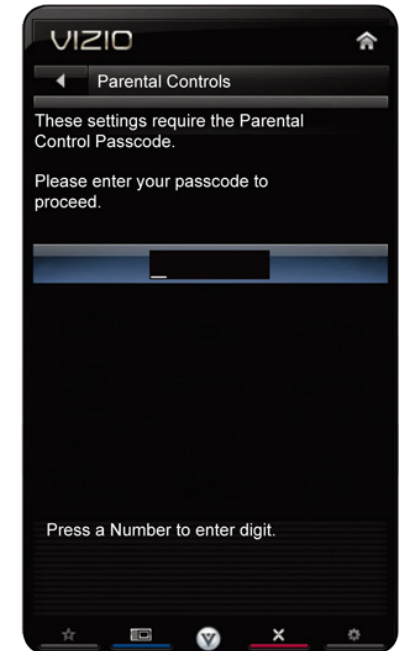 VIZIO
Parental Controls
These settings require the Parental
Control Passcode.
Please enter your passcode to
proceed.
_
Press a Number to enter digit.
V